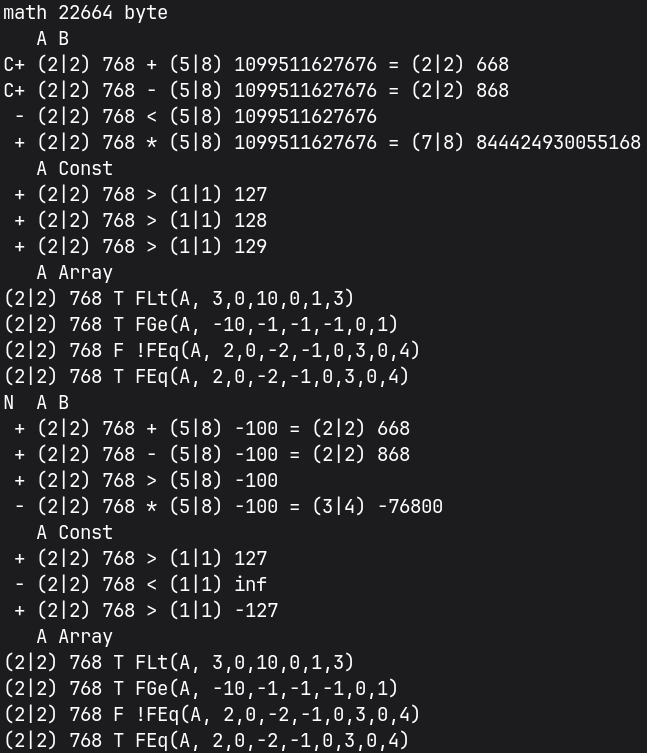 math 22664 byte
   A B
C+ (2|2) 768 + (5|8) 1099511627676 = (2|2) 668
C+ (2|2) 768 - (5|8) 1099511627676 = (2|2) 868
 - (2|2) 768 < (5|8) 1099511627676
 + (2|2) 768 * (5|8) 1099511627676 = (7|8) 844424930055168
   A Const
 + (2|2) 768 > (1|1) 127
 + (2|2) 768 > (1|1) 128
 + (2|2) 768 > (1|1) 129
   A Array
(2|2) 768 T FLt(A, 3,0,10,0,1,3)
(2|2) 768 T FGe(A, -10,-1,-1,-1,0,1)
(2|2) 768 F !FEq(A, 2,0,-2,-1,0,3,0,4)
(2|2) 768 T FEq(A, 2,0,-2,-1,0,3,0,4)
N  A B
 + (2|2) 768 + (5|8) -100 = (2|2) 668
 + (2|2) 768 - (5|8) -100 = (2|2) 868
 + (2|2) 768 > (5|8) -100
 - (2|2) 768 * (5|8) -100 = (3|4) -76800
   A Const
 + (2|2) 768 > (1|1) 127
 - (2|2) 768 < (1|1) inf
 + (2|2) 768 > (1|1) -127
   A Array
(2|2) 768 T FLt(A, 3,0,10,0,1,3)
(2|2) 768 T FGe(A, -10,-1,-1,-1,0,1)
(2|2) 768 F !FEq(A, 2,0,-2,-1,0,3,0,4)
(2|2) 768 T FEq(A, 2,0,-2,-1,0,3,0,4)